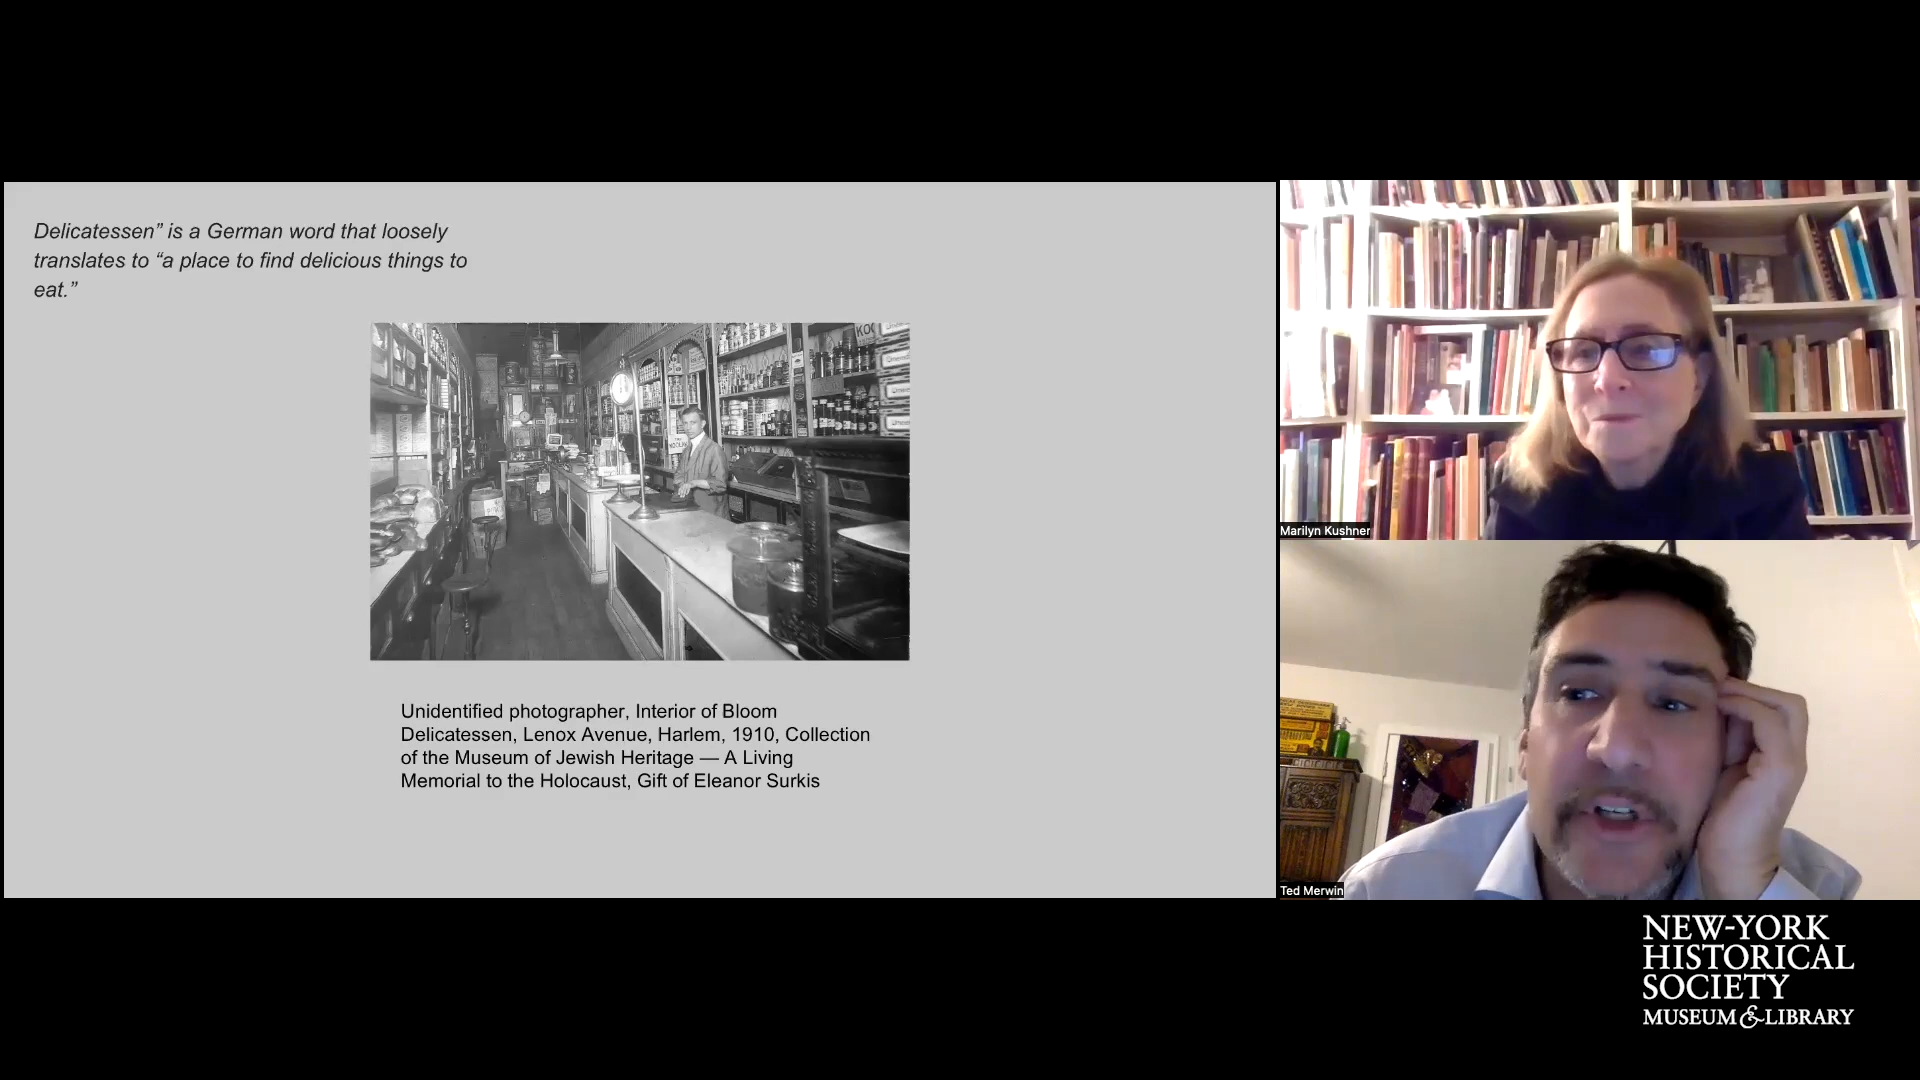 Delicatessen” is a German word that loosely
translates to “a place to find delicious things to
eat.”
Unidentified photographer, Interior of Bloom
Delicatessen, Lenox Avenue, Harlem, 1910, Collection
of the Museum of Jewish Heritage — A Living
Memorial to the Holocaust, Gift of Eleanor Surkis
Marilyn Kushner
Ted Merwin
NEW-YORK
HISTORICAL
SOCIETY
MUSEUM & LIBRARY